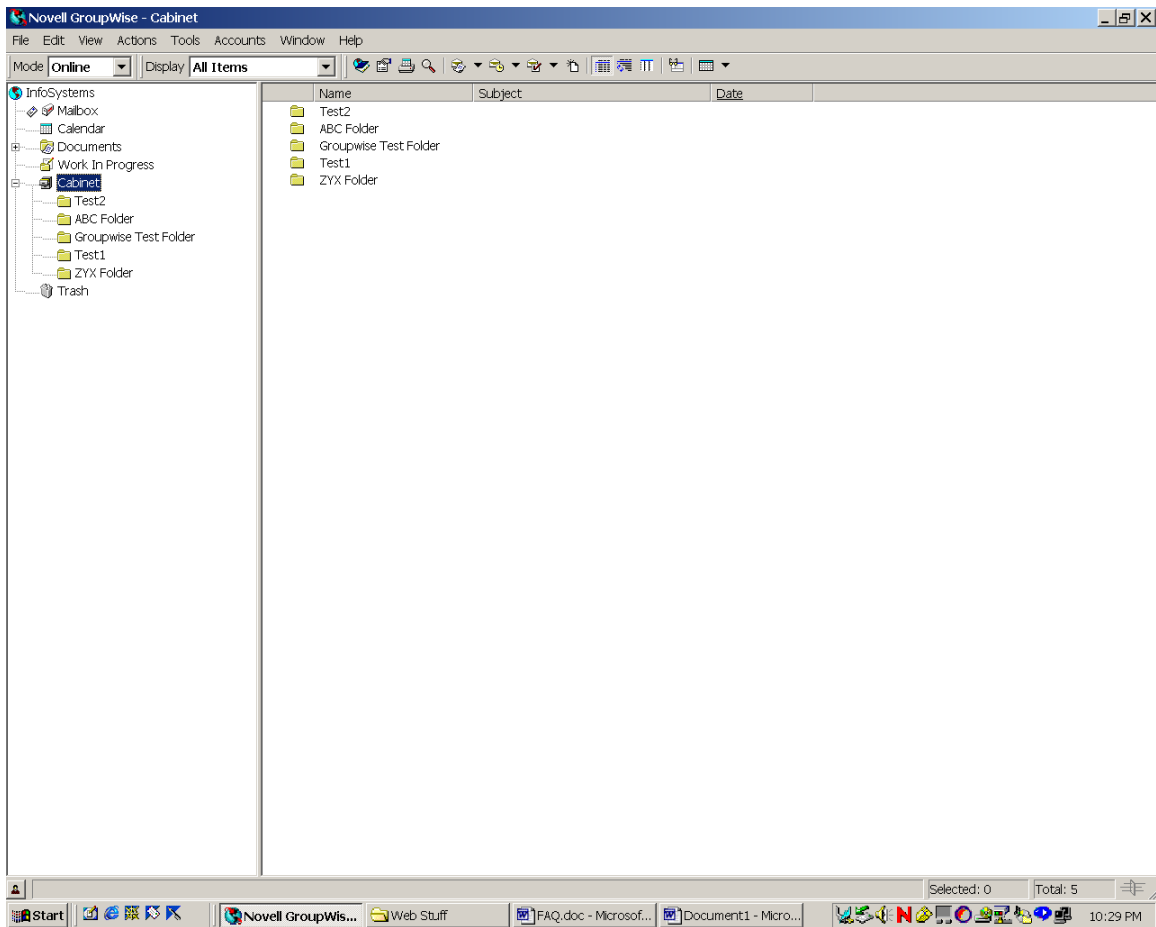 Novell GroupWise - Cabinet
File Edit View Actions Tools Accounts Window Help
Mode Online Display All Items
InfoSystems
Mailbox
Calendar
Documents
Work In Progress
Cabinet
Test2
ABC Folder
Groupwise Test Folder
Test1
ZYX Folder
Trash
Name Subject Date
Test2
ABC Folder
Groupwise Test Folder
Test1
ZYX Folder
Selected: 0 Total: 5
Start Novell GroupWis... Web Stuff FAQ.doc - Microsof... Document1 - Micro... N 10:29 PM